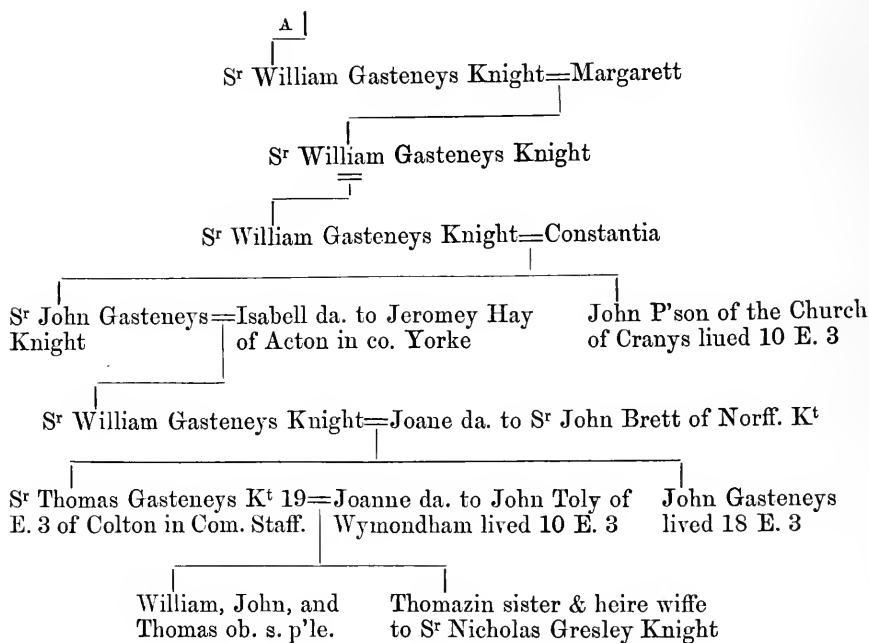 A
Sʳ William Gasteneys Knight=Margarett
Sʳ William Gasteneys Knight
=
Sʳ William Gasteneys Knight=Constantia
Sʳ John Gasteneys=Isabell da. to Jeromey Hay
Knight of Acton in co. Yorke
John P'son of the Church
of Cranys liued 10 E. 3
Sʳ William Gasteneys Knight=Joane da. to Sʳ John Brett of Norff. Kᵗ
Sʳ Thomas Gasteneys Kᵗ 19=Joanne da. to John Toly of
E. 3 of Colton in Com. Staff. Wymondham lived 10 E. 3
John Gasteneys
lived 18 E. 3
William, John, and
Thomas ob. s. p'le.
Thomazin sister & heire wiffe
to Sʳ Nicholas Gresley Knight